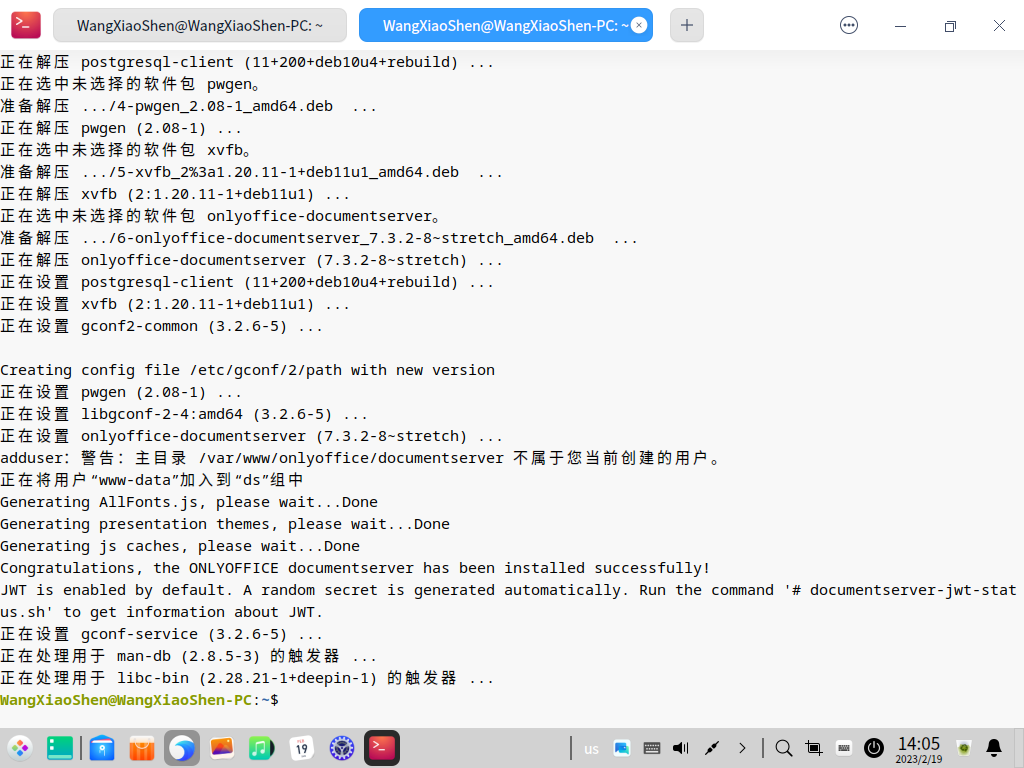 WangXiaoShen@WangXiaoShen-PC: ~
WangXiaoShen@WangXiaoShen-PC: ~
正在解压 postgresql-client (11+200+deb10u4+rebuild) ...
正在选中未选择的软件包 pwgen。
准备解压 .../4-pwgen_2.08-1_amd64.deb  ...
正在解压 pwgen (2.08-1) ...
正在选中未选择的软件包 xvfb。
准备解压 .../5-xvfb_2%3a1.20.11-1+deb11u1_amd64.deb  ...
正在解压 xvfb (2:1.20.11-1+deb11u1) ...
正在选中未选择的软件包 onlyoffice-documentserver。
准备解压 .../6-onlyoffice-documentserver_7.3.2-8~stretch_amd64.deb  ...
正在解压 onlyoffice-documentserver (7.3.2-8~stretch) ...
正在设置 postgresql-client (11+200+deb10u4+rebuild) ...
正在设置 xvfb (2:1.20.11-1+deb11u1) ...
正在设置 gconf2-common (3.2.6-5) ...
Creating config file /etc/gconf/2/path with new version
正在设置 pwgen (2.08-1) ...
正在设置 libgconf-2-4:amd64 (3.2.6-5) ...
正在设置 onlyoffice-documentserver (7.3.2-8~stretch) ...
adduser：警告：主目录 /var/www/onlyoffice/documentserver 不属于您当前创建的用户。
正在将用户“www-data”加入到“ds”组中
Generating AllFonts.js, please wait...Done
Generating presentation themes, please wait...Done
Generating js caches, please wait...Done
Congratulations, the ONLYOFFICE documentserver has been installed successfully!
JWT is enabled by default. A random secret is generated automatically. Run the command '# documentserver-jwt-stat
us.sh' to get information about JWT.
正在设置 gconf-service (3.2.6-5) ...
正在处理用于 man-db (2.8.5-3) 的触发器 ...
正在处理用于 libc-bin (2.28.21-1+deepin-1) 的触发器 ...
WangXiaoShen@WangXiaoShen-PC:~$
19
us
14:05
2023/2/19